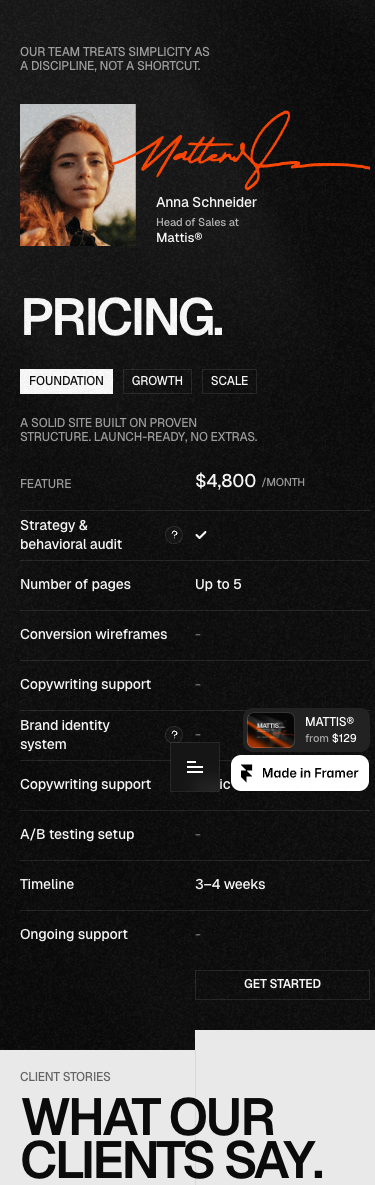 OUR TEAM TREATS SIMPLICITY AS
A DISCIPLINE, NOT A SHORTCUT.
Anna Schneider
Head of Sales at
Mattis®
PRICING.
FOUNDATION
GROWTH
SCALE
A SOLID SITE BUILT ON PROVEN
STRUCTURE. LAUNCH-READY, NO EXTRAS.
FEATURE
$4,800 /MONTH
Strategy &
behavioral audit
?
Number of pages
Up to 5
Conversion wireframes
-
Copywriting support
-
Brand identity
system
?
-
MATTIS®
from $129
Made in Framer
Copywriting support
A/B testing setup
-
Timeline
3–4 weeks
Ongoing support
-
GET STARTED
CLIENT STORIES
WHAT OUR
CLIENTS SAY.